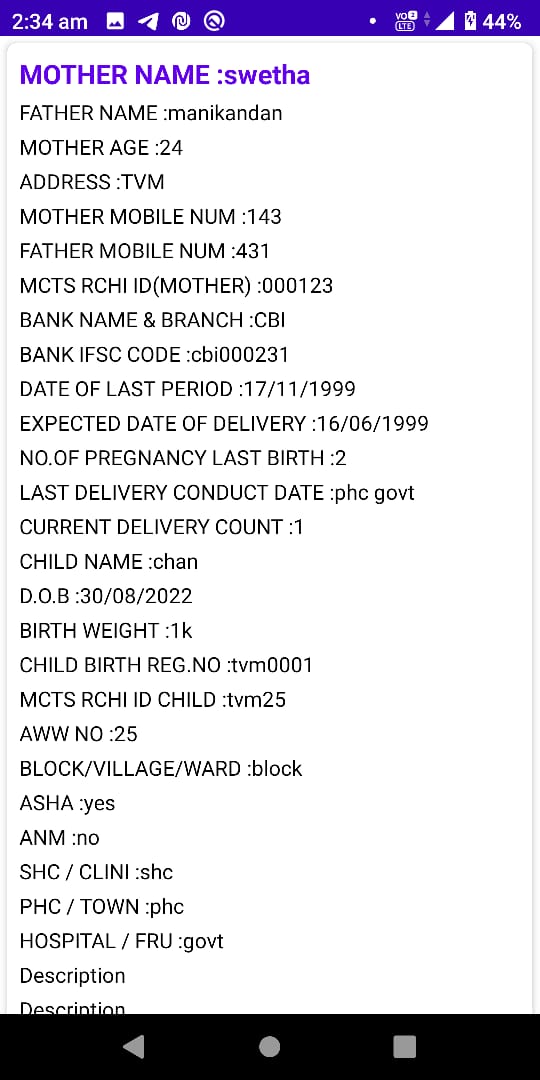 2:34 am
VO 2 LTE 44%
MOTHER NAME :swetha
FATHER NAME :manikandan
MOTHER AGE :24
ADDRESS :TVM
MOTHER MOBILE NUM :143
FATHER MOBILE NUM :431
MCTS RCHI ID(MOTHER) :000123
BANK NAME & BRANCH :CBI
BANK IFSC CODE :cbi000231
DATE OF LAST PERIOD :17/11/1999
EXPECTED DATE OF DELIVERY :16/06/1999
NO.OF PREGNANCY LAST BIRTH :2
LAST DELIVERY CONDUCT DATE :phc govt
CURRENT DELIVERY COUNT :1
CHILD NAME :chan
D.O.B :30/08/2022
BIRTH WEIGHT :1k
CHILD BIRTH REG.NO :tvm0001
MCTS RCHI ID CHILD :tvm25
AWW NO :25
BLOCK/VILLAGE/WARD :block
ASHA :yes
ANM :no
SHC / CLINI :shc
PHC / TOWN :phc
HOSPITAL / FRU :govt
Description
Description